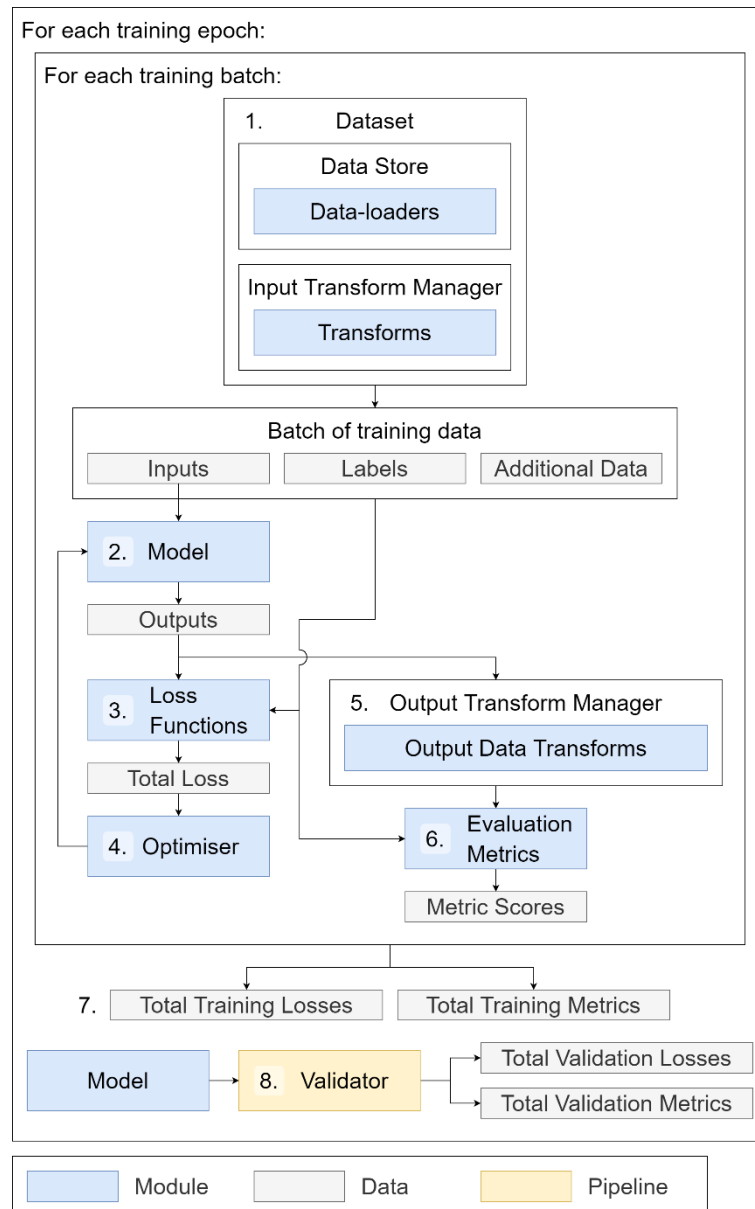 For each training epoch:
For each training batch:
1. Dataset
Data Store
Data-loaders
Input Transform Manager
Transforms
Batch of training data
Inputs
Labels
Additional Data
2. Model
Outputs
3. Loss
Functions
5. Output Transform Manager
Output Data Transforms
Total Loss
4. Optimiser
6. Evaluation
Metrics
Metric Scores
7. Total Training Losses
Total Training Metrics
Model
8. Validator
Total Validation Losses
Total Validation Metrics
Module
Data
Pipeline